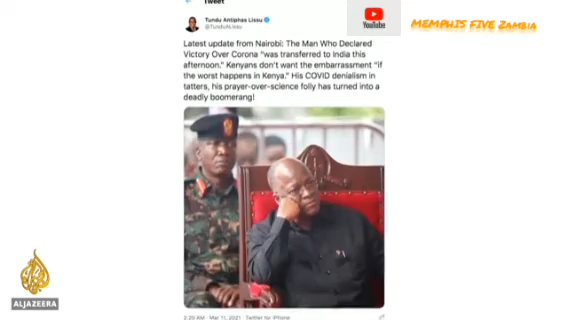 Tweet
Tundu Antiphas Lissu
@TunduALissu
Latest update from Nairobi: The Man Who Declared
Victory Over Corona "was transferred to India this
afternoon." Kenyans don't want the embarrassment "if
the worst happens in Kenya." His COVID denialism in
tatters, his prayer-over-science folly has turned into a
deadly boomerang!
Mar 11, 2021 Twitter for iPhone
YouTube
MEMPHIS FIVE ZAMBIA
ALJAZEERA